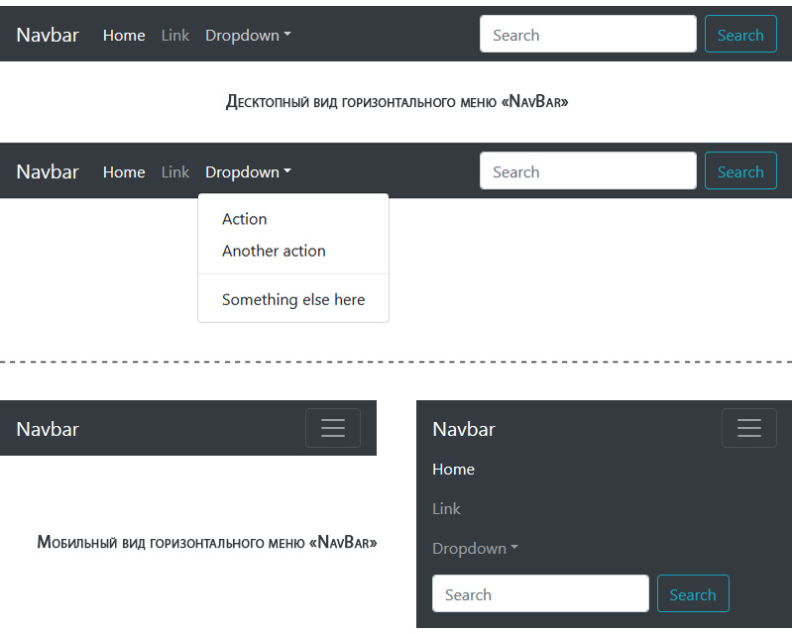 Navbar Home Link Dropdown Search Search
Десктопный вид горизонтального меню «NavBar»
Navbar Home Link Dropdown Search Search
Action
Another action
Something else here
Navbar
Мобильный вид горизонтального меню «NavBar»
Navbar
Home
Link
Dropdown
Search Search